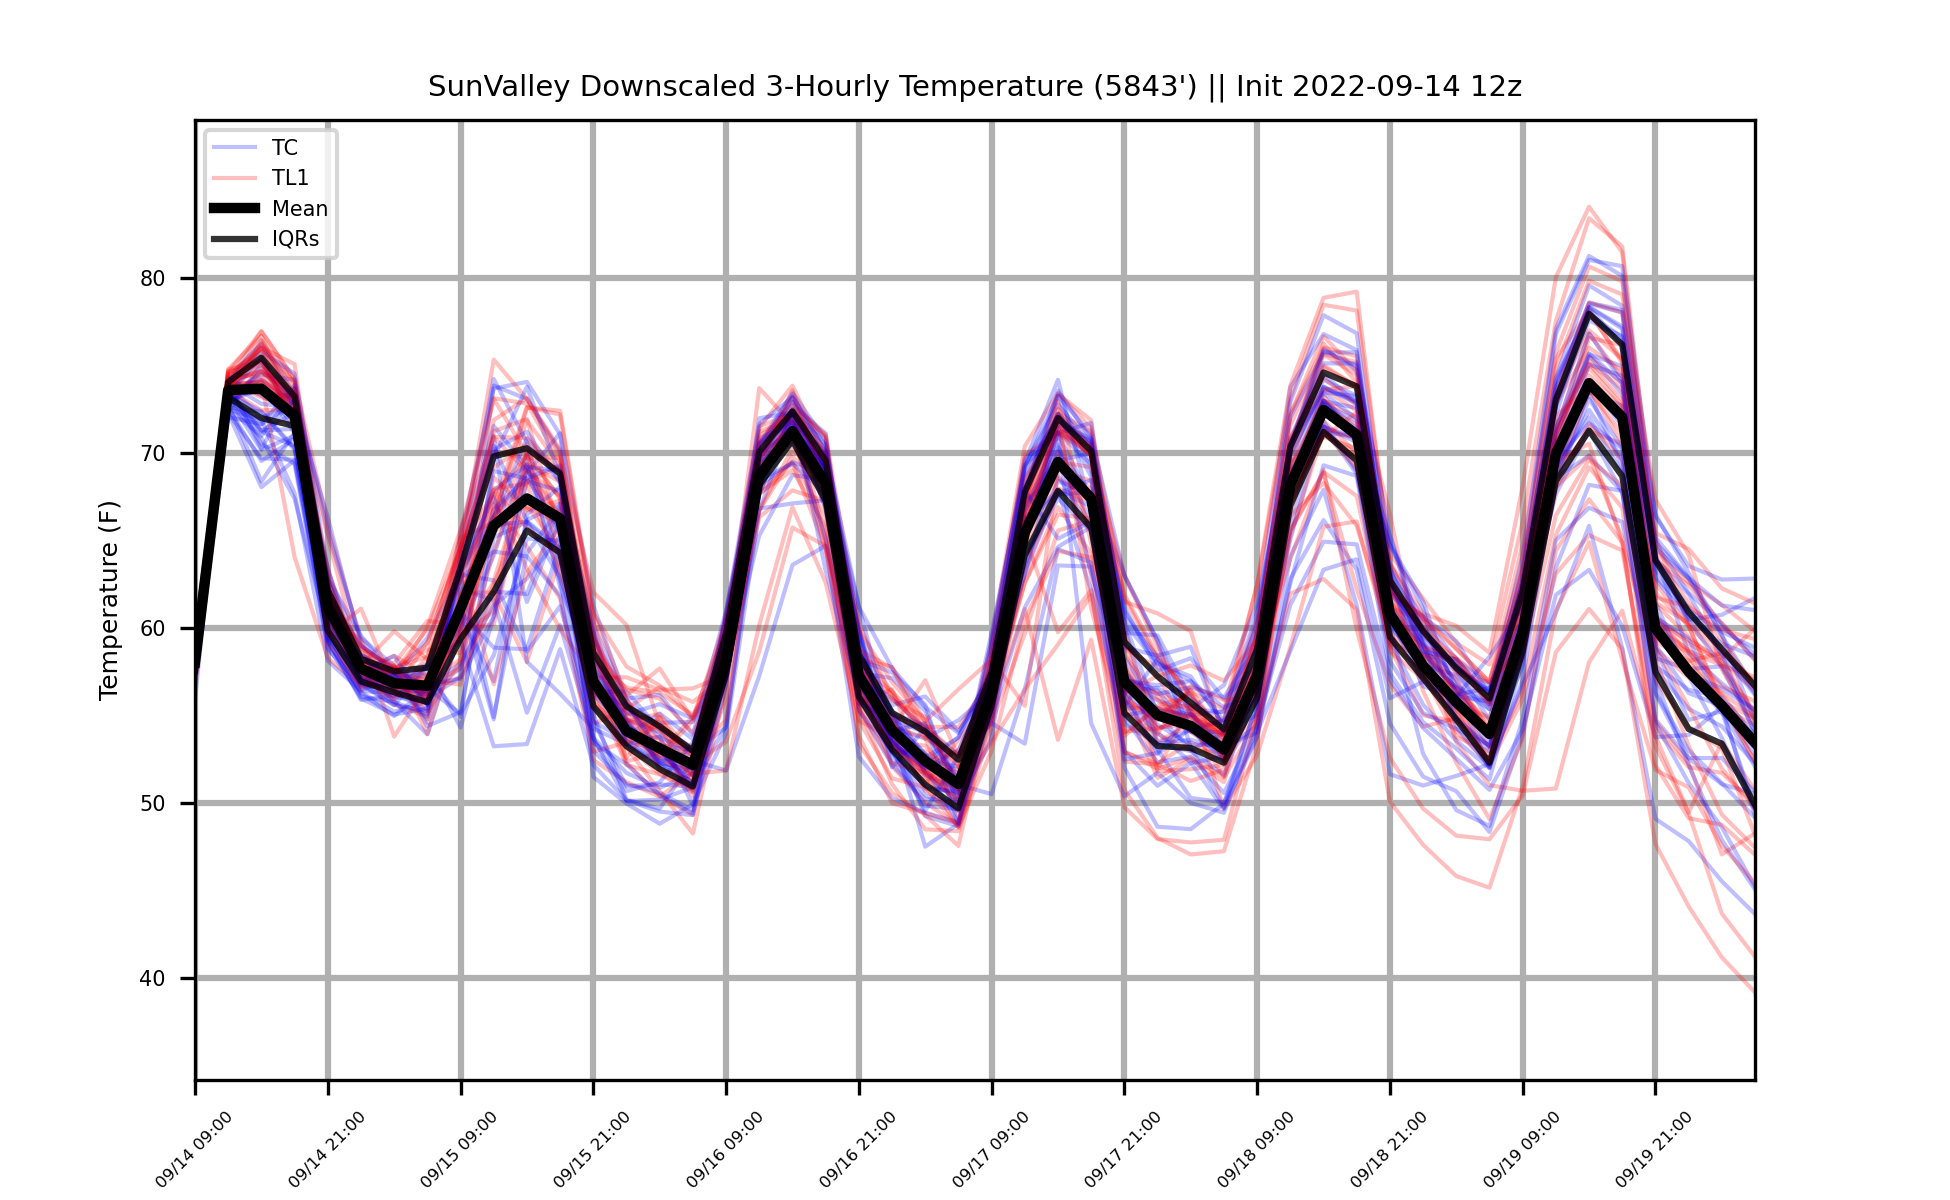 SunValley Downscaled 3-Hourly Temperature (5843') || Init 2022-09-14 12z
TC
TL1
Mean
IQRs
Temperature (F)
80
70
60
50
40
09/14 09:00
09/14 21:00
09/15 09:00
09/15 21:00
09/16 09:00
09/16 21:00
09/17 09:00
09/17 21:00
09/18 09:00
09/18 21:00
09/19 09:00
09/19 21:00